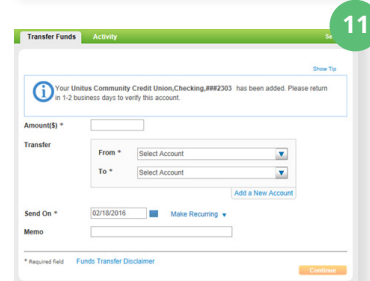 11
Transfer Funds Activity
Show Tip
Your Unitus Community Credit Union,Checking,###2303 has been added. Please return
in 1-2 business days to verify this account.
Amount($) *
Transfer
From * Select Account
To * Select Account
Add a New Account
Send On * 02/18/2016 Make Recurring
Memo
* Required field Funds Transfer Disclaimer
Continue